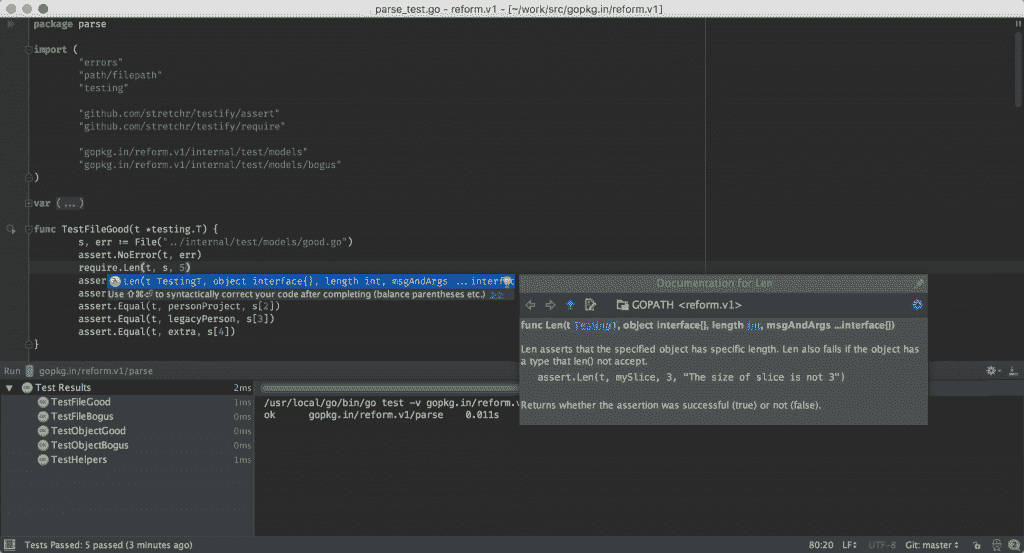 parse_test.go - reform.v1 - [~/work/src/gopkg.in/reform.v1]
package parse
import (
"errors"
"path/filepath"
"testing"
"github.com/stretchr/testify/assert"
"github.com/stretchr/testify/require"
"gopkg.in/reform.v1/internal/test/models"
"gopkg.in/reform.v1/internal/test/models/bogus"
)
var (...)
func TestFileGood(t *testing.T) {
s, err := File("../internal/test/models/good.go")
assert.NoError(t, err)
require.Len(t, s, 5)
asser
Len(t TestingT, object interface{}, length int, msgAndArgs ...interfac
asser
Use ⇧⌘⏎ to syntactically correct your code after completing (balance parentheses etc.) >>
assert.Equal(t, personProject, s[2])
assert.Equal(t, legacyPerson, s[3])
assert.Equal(t, extra, s[4])
}
Documentation for Len
GOPATH <reform.v1>
func Len(t TestingT, object interface{}, length int, msgAndArgs ...interface{})
Len asserts that the specified object has specific length. Len also fails if the object has
a type that len() not accept.
assert.Len(t, mySlice, 3, "The size of slice is not 3")
Returns whether the assertion was successful (true) or not (false).
Run gopkg.in/reform.v1/parse
Test Results 2ms
TestFileGood 1ms
TestFileBogus 0ms
TestObjectGood 0ms
TestObjectBogus 0ms
TestHelpers 1ms
/usr/local/go/bin/go test -v gopkg.in/reform.v
ok gopkg.in/reform.v1/parse 0.011s
Tests Passed: 5 passed (3 minutes ago) 80:20 LF UTF-8 Git: master